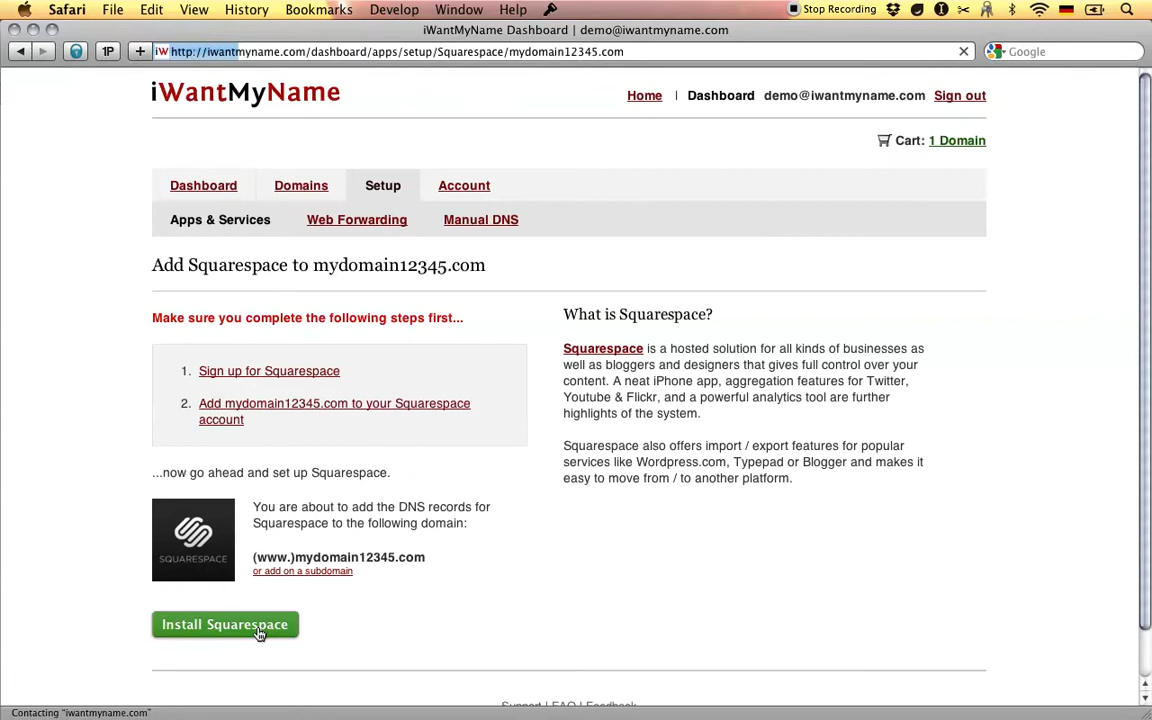 Safari File Edit View History Bookmarks Develop Window Help Stop Recording
iWantMyName Dashboard | demo@iwantmyname.com
1P + iW http://iwantmyname.com/dashboard/apps/setup/Squarespace/mydomain12345.com Google
iWantMyName
Home | Dashboard demo@iwantmyname.com Sign out
Cart: 1 Domain
Dashboard Domains Setup Account
Apps & Services Web Forwarding Manual DNS
Add Squarespace to mydomain12345.com
Make sure you complete the following steps first...
1. Sign up for Squarespace
2. Add mydomain12345.com to your Squarespace
account
...now go ahead and set up Squarespace.
SQUARESPACE
You are about to add the DNS records for
Squarespace to the following domain:
(www.)mydomain12345.com
or add on a subdomain
Install Squarespace
What is Squarespace?
Squarespace is a hosted solution for all kinds of businesses as
well as bloggers and designers that gives full control over your
content. A neat iPhone app, aggregation features for Twitter,
Youtube & Flickr, and a powerful analytics tool are further
highlights of the system.
Squarespace also offers import / export features for popular
services like Wordpress.com, Typepad or Blogger and makes it
easy to move from / to another platform.
Support | FAQ | Feedback
Contacting "iwantmyname.com"